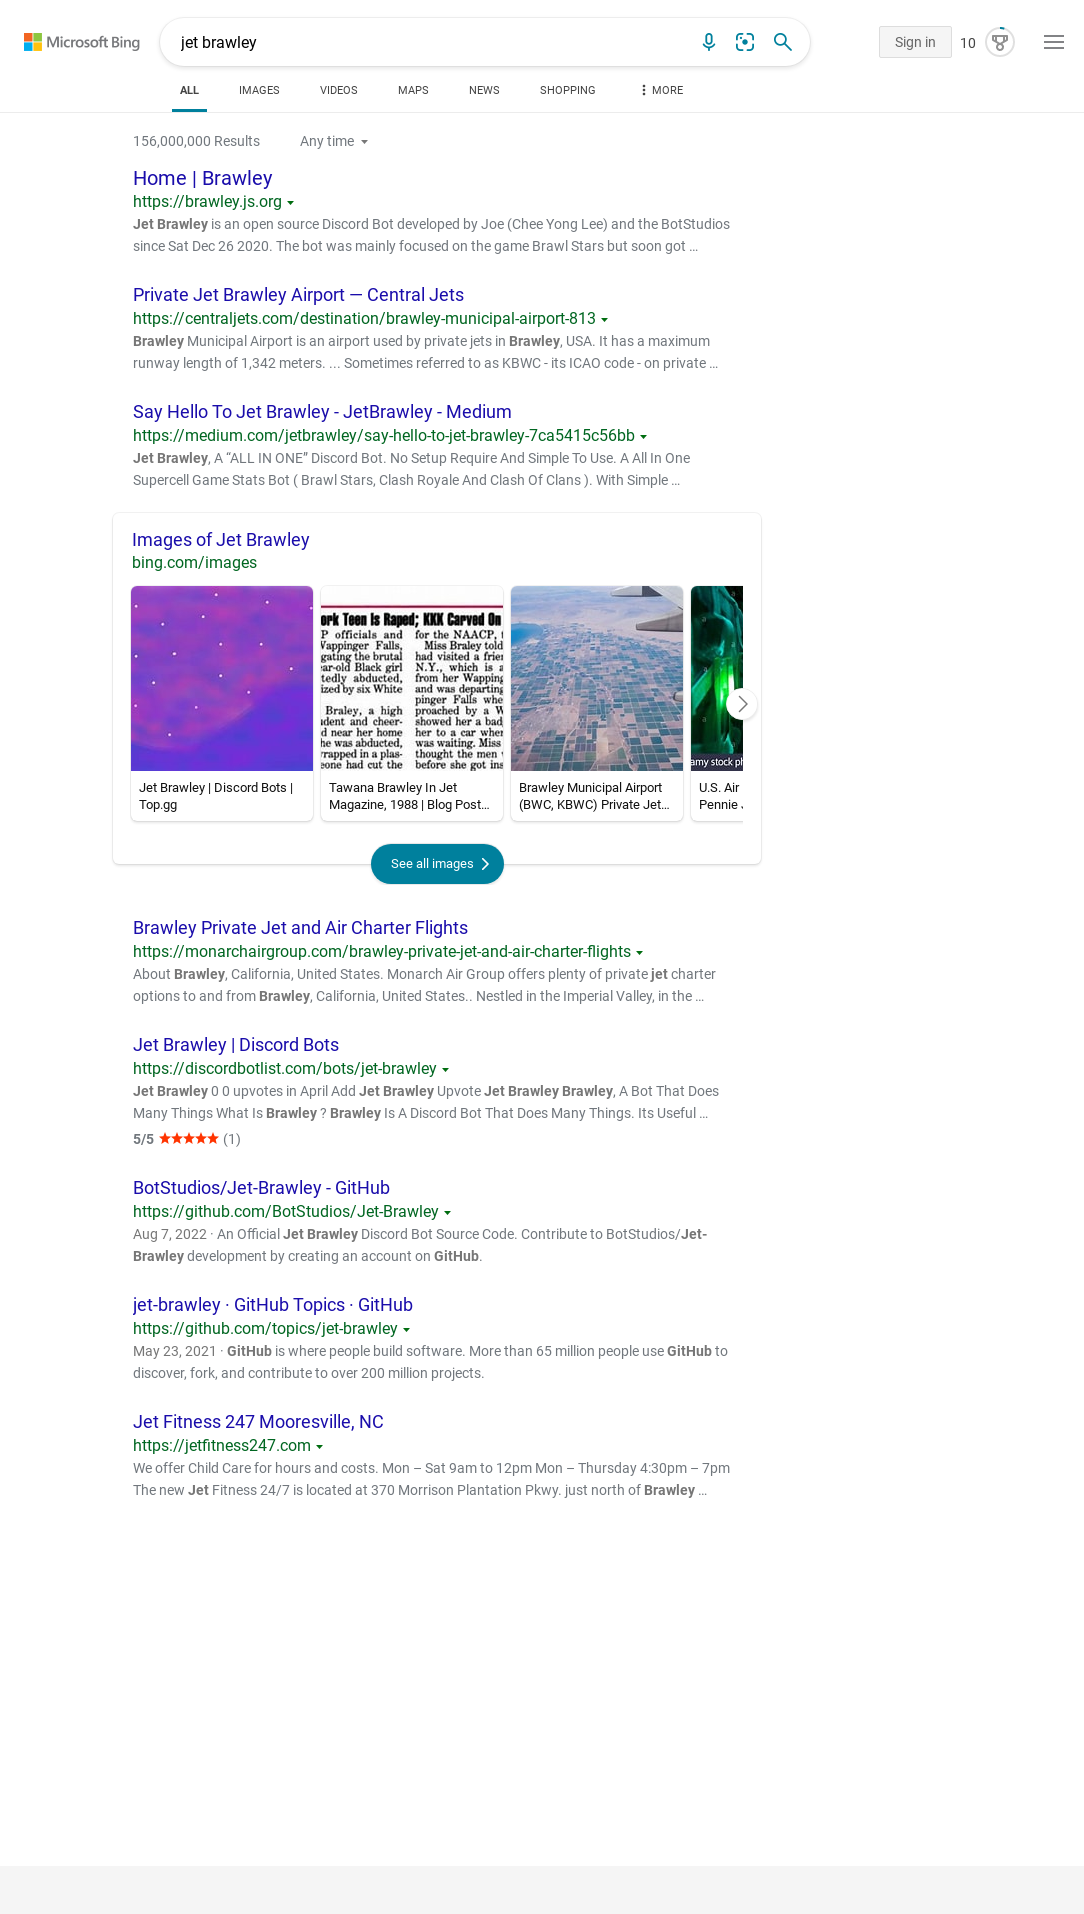 Microsoft Bing
jet brawley
Sign in
10
ALL
IMAGES
VIDEOS
MAPS
NEWS
SHOPPING
MORE
156,000,000 Results
Any time
Home | Brawley
https://brawley.js.org
Jet Brawley is an open source Discord Bot developed by Joe (Chee Yong Lee) and the BotStudios
since Sat Dec 26 2020. The bot was mainly focused on the game Brawl Stars but soon got …
Private Jet Brawley Airport — Central Jets
https://centraljets.com/destination/brawley-municipal-airport-813
Brawley Municipal Airport is an airport used by private jets in Brawley, USA. It has a maximum
runway length of 1,342 meters. ... Sometimes referred to as KBWC - its ICAO code - on private …
Say Hello To Jet Brawley - JetBrawley - Medium
https://medium.com/jetbrawley/say-hello-to-jet-brawley-7ca5415c56bb
Jet Brawley, A “ALL IN ONE” Discord Bot. No Setup Require And Simple To Use. A All In One
Supercell Game Stats Bot ( Brawl Stars, Clash Royale And Clash Of Clans ). With Simple …
Images of Jet Brawley
bing.com/images
ork Teen Is Raped; KKK Carved On
P officials and
Wappinger Falls,
gating the brutal
ear-old Black girl
tedly abducted,
ized by six White
Braley, a high
dent and cheer-
d near her home
he was abducted,
wrapped in a plas-
eone had cut the
for the NAACP, t
Miss Braley told
had visited a frie
N.Y., which is a
from her Wapping
and was departing
pinger Falls whe
proached by a W
showed her a bad
her to a car when
was waiting. Miss
thought the men w
before she got ins
a
a
a
amy stock ph
Jet Brawley | Discord Bots |
Top.gg
Tawana Brawley In Jet
Magazine, 1988 | Blog Post…
Brawley Municipal Airport
(BWC, KBWC) Private Jet…
U.S. Air
Pennie J
See all images
Brawley Private Jet and Air Charter Flights
https://monarchairgroup.com/brawley-private-jet-and-air-charter-flights
About Brawley, California, United States. Monarch Air Group offers plenty of private jet charter
options to and from Brawley, California, United States.. Nestled in the Imperial Valley, in the …
Jet Brawley | Discord Bots
https://discordbotlist.com/bots/jet-brawley
Jet Brawley 0 0 upvotes in April Add Jet Brawley Upvote Jet Brawley Brawley, A Bot That Does
Many Things What Is Brawley ? Brawley Is A Discord Bot That Does Many Things. Its Useful …
5/5 ★★★★★ (1)
BotStudios/Jet-Brawley - GitHub
https://github.com/BotStudios/Jet-Brawley
Aug 7, 2022 · An Official Jet Brawley Discord Bot Source Code. Contribute to BotStudios/Jet-
Brawley development by creating an account on GitHub.
jet-brawley · GitHub Topics · GitHub
https://github.com/topics/jet-brawley
May 23, 2021 · GitHub is where people build software. More than 65 million people use GitHub to
discover, fork, and contribute to over 200 million projects.
Jet Fitness 247 Mooresville, NC
https://jetfitness247.com
We offer Child Care for hours and costs. Mon – Sat 9am to 12pm Mon – Thursday 4:30pm – 7pm
The new Jet Fitness 24/7 is located at 370 Morrison Plantation Pkwy. just north of Brawley …